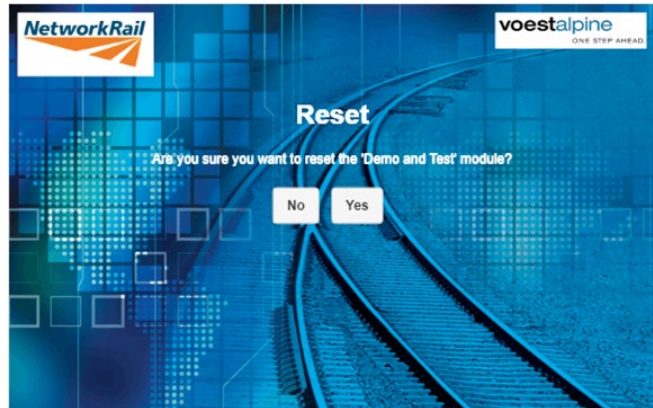 NetworkRail
voestalpine
ONE STEP AHEAD.
Reset
Are you sure you want to reset the 'Demo and Test' module?
No Yes